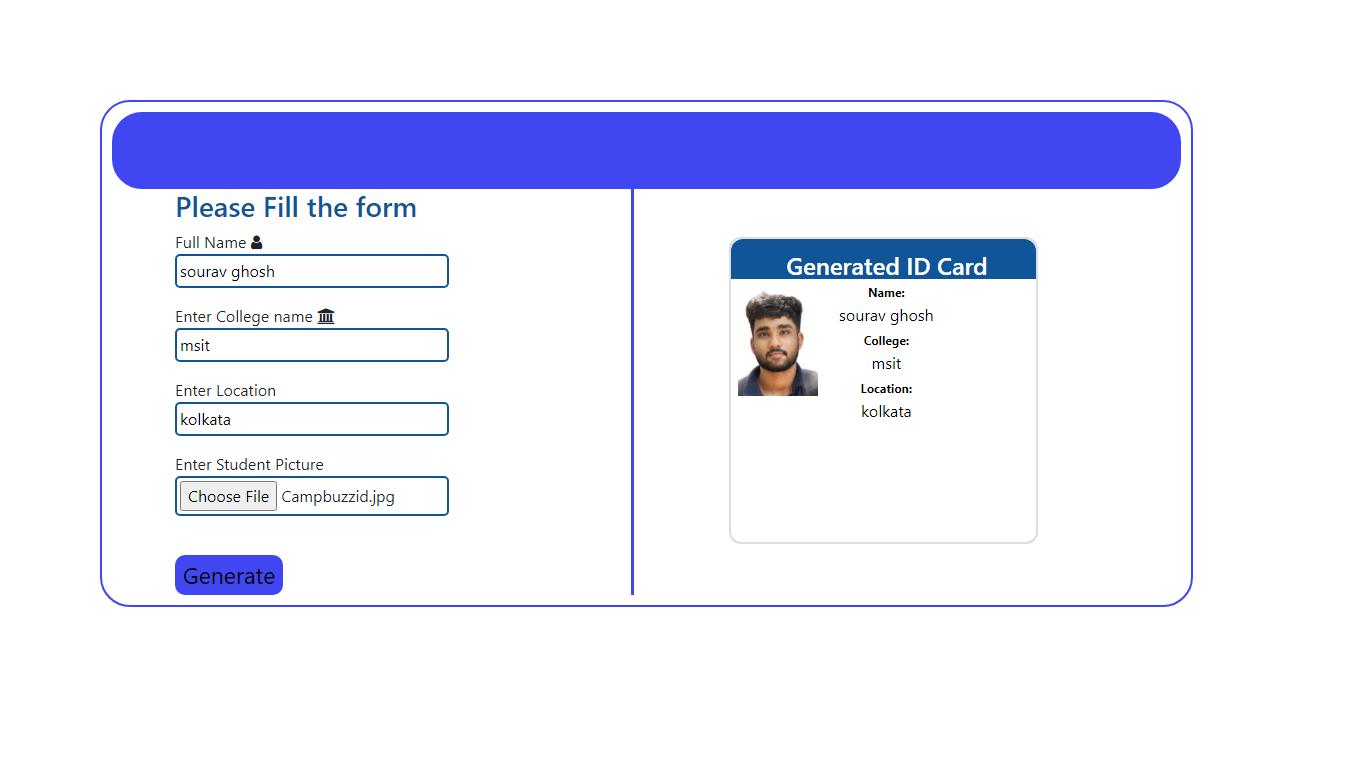 Please Fill the form
Full Name
sourav ghosh
Enter College name
msit
Enter Location
kolkata
Enter Student Picture
Choose File Campbuzzid.jpg
Generate
Generated ID Card
Name:
sourav ghosh
College:
msit
Location:
kolkata